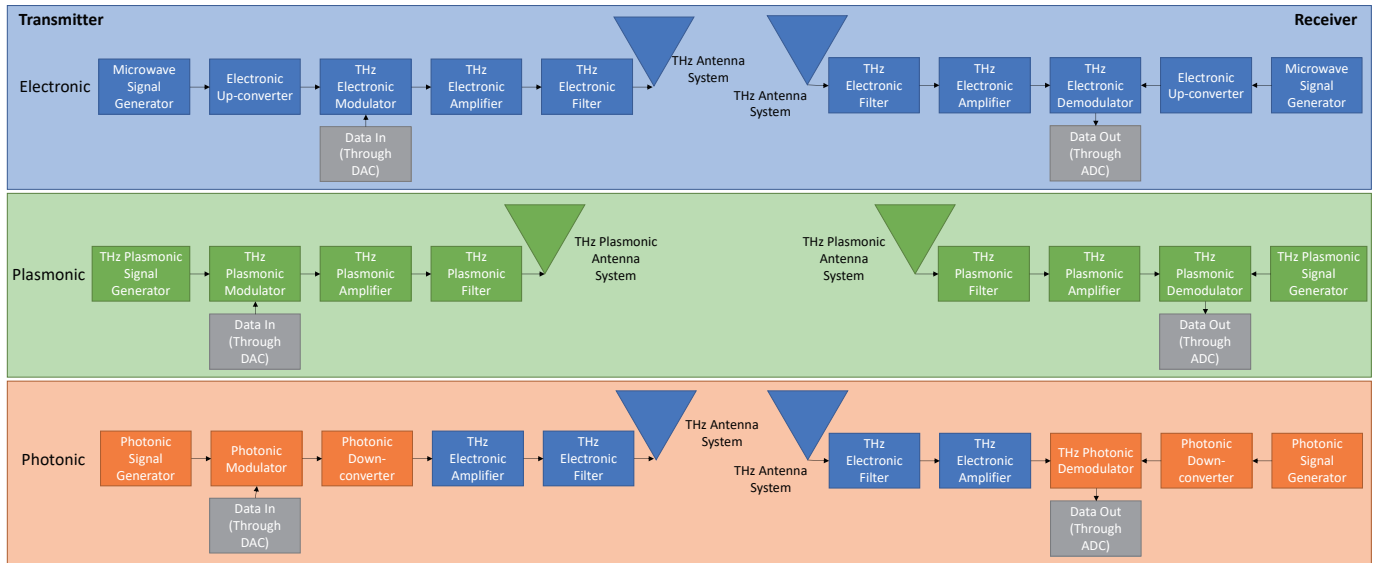 Transmitter
Receiver
Electronic
Microwave
Signal
Generator
Electronic
Up-converter
THz
Electronic
Modulator
THz
Electronic
Amplifier
THz
Electronic
Filter
THz Antenna
System
THz Antenna
System
THz
Electronic
Filter
THz
Electronic
Amplifier
THz
Electronic
Demodulator
Electronic
Up-converter
Microwave
Signal
Generator
Data In
(Through
DAC)
Data Out
(Through
ADC)
Plasmonic
THz Plasmonic
Signal
Generator
THz
Plasmonic
Modulator
THz
Plasmonic
Amplifier
THz
Plasmonic
Filter
THz Plasmonic
Antenna
System
THz Plasmonic
Antenna
System
THz
Plasmonic
Filter
THz
Plasmonic
Amplifier
THz
Plasmonic
Demodulator
THz Plasmonic
Signal
Generator
Data In
(Through
DAC)
Data Out
(Through
ADC)
Photonic
Photonic
Signal
Generator
Photonic
Modulator
Photonic
Down-
converter
THz
Electronic
Amplifier
THz
Electronic
Filter
THz Antenna
System
THz Antenna
System
THz
Electronic
Filter
THz
Electronic
Amplifier
THz Photonic
Demodulator
Photonic
Down-
converter
Photonic
Signal
Generator
Data In
(Through
DAC)
Data Out
(Through
ADC)